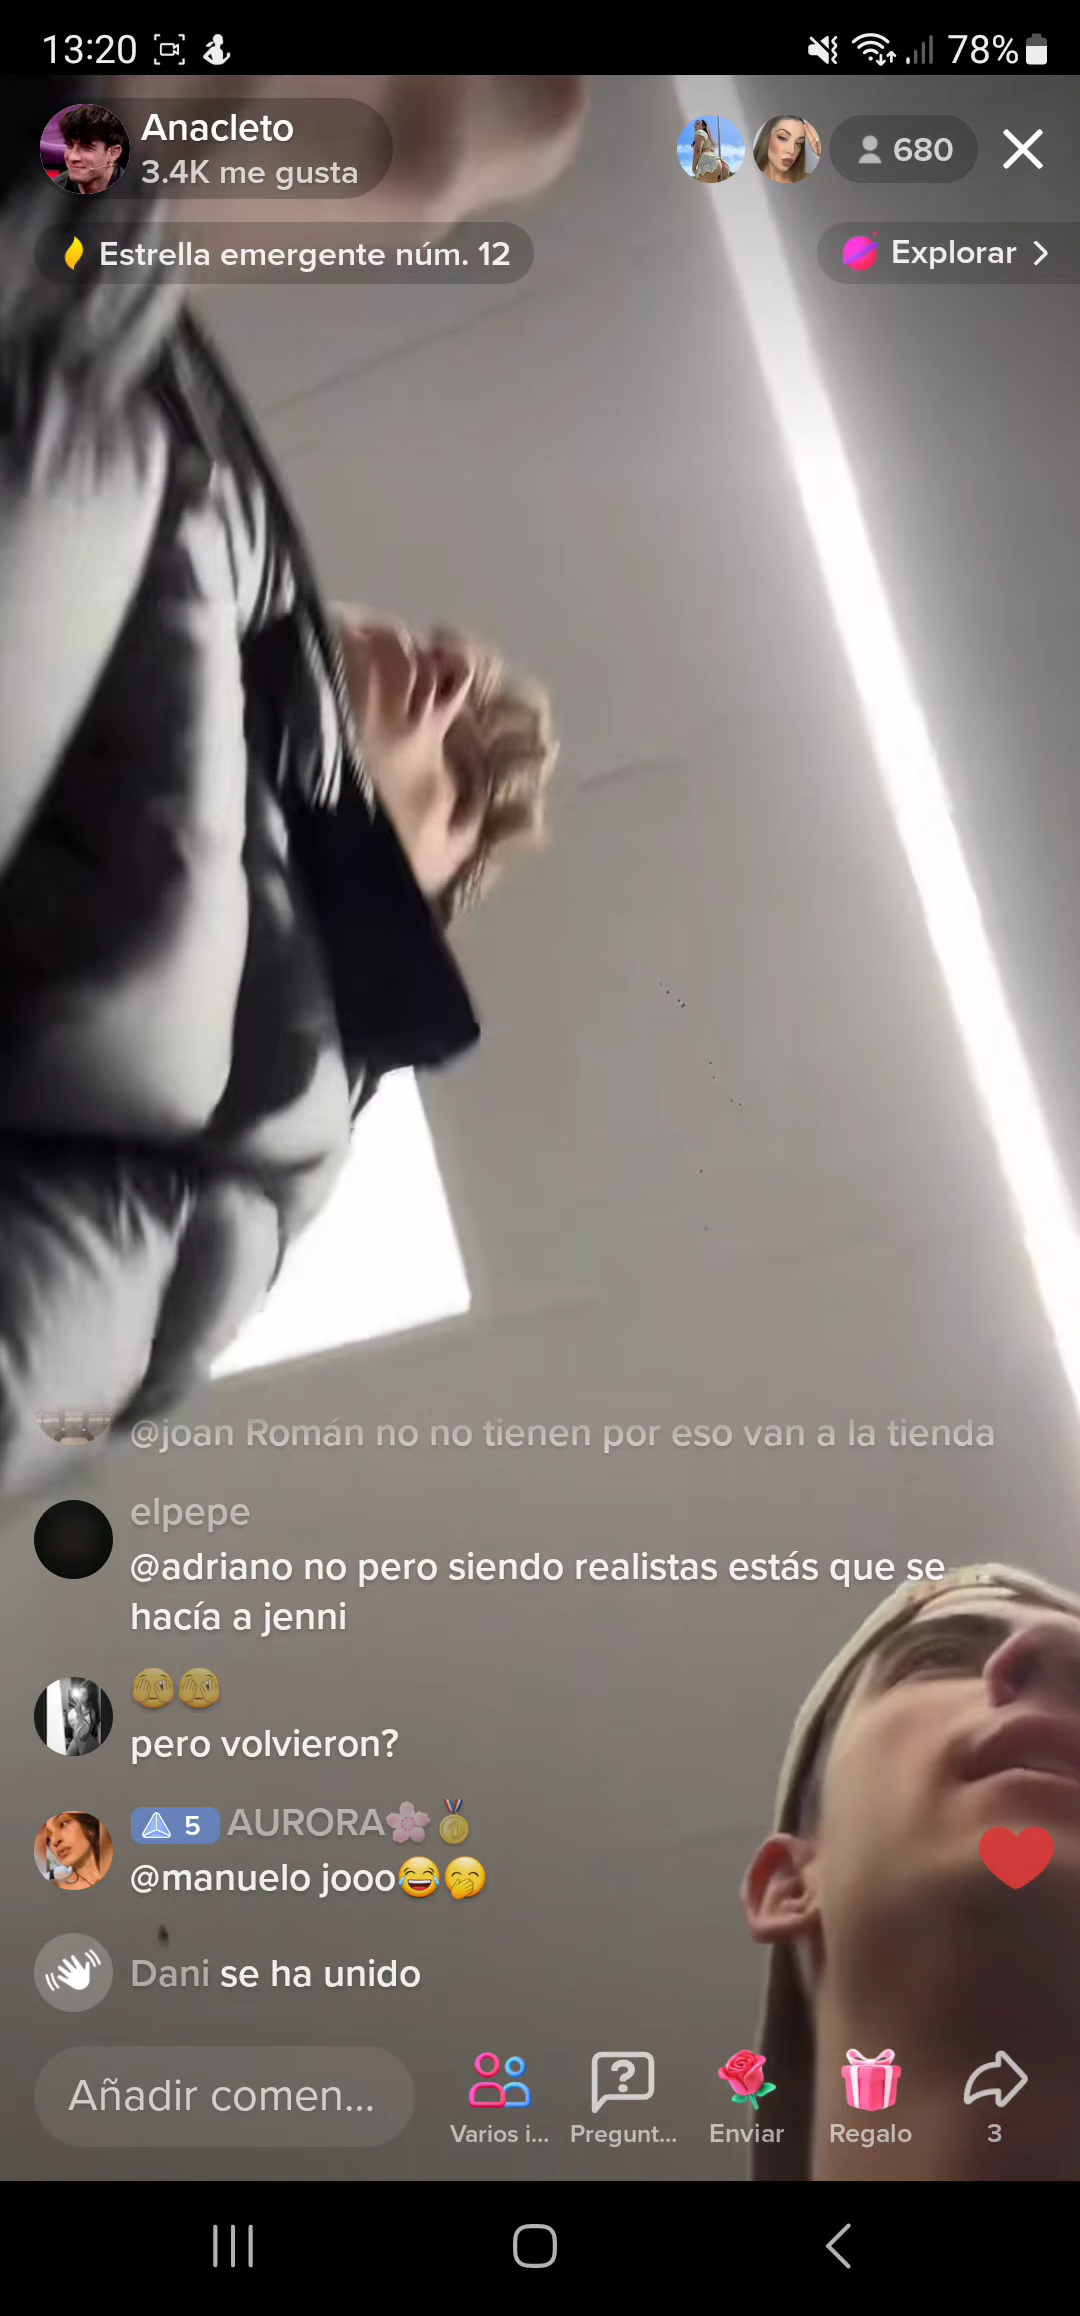 13:20
78%
Anacleto
3.4K me gusta
680
Estrella emergente núm. 12
Explorar
@joan Román no no tienen por eso van a la tienda
elpepe
@adriano no pero siendo realistas estás que se
hacía a jenni
🫣🫣
pero volvieron?
5 AURORA🌸🏅
@manuelo jooo😂🤭
Dani se ha unido
Añadir comen...
Varios i...
Pregunt...
Enviar
Regalo
3